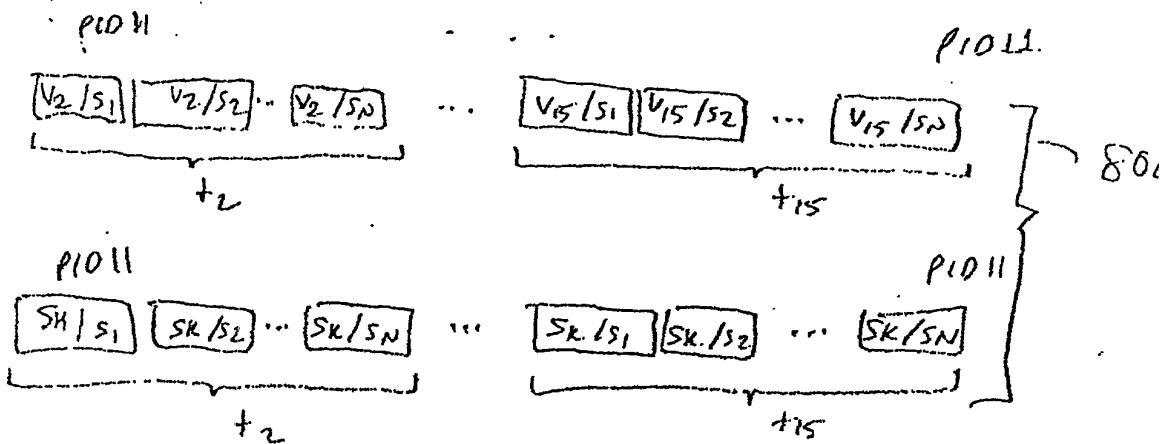 PID 11 . . . PID 11.
V2/S1 V2/S2 ... V2/SN ... V15/S1 V15/S2 ... V15/SN
t2 t15
PID 11 PID 11
SK/S1 SK/S2 ... SK/SN ... SK/S1 SK/S2 ... SK/SN
t2 t15